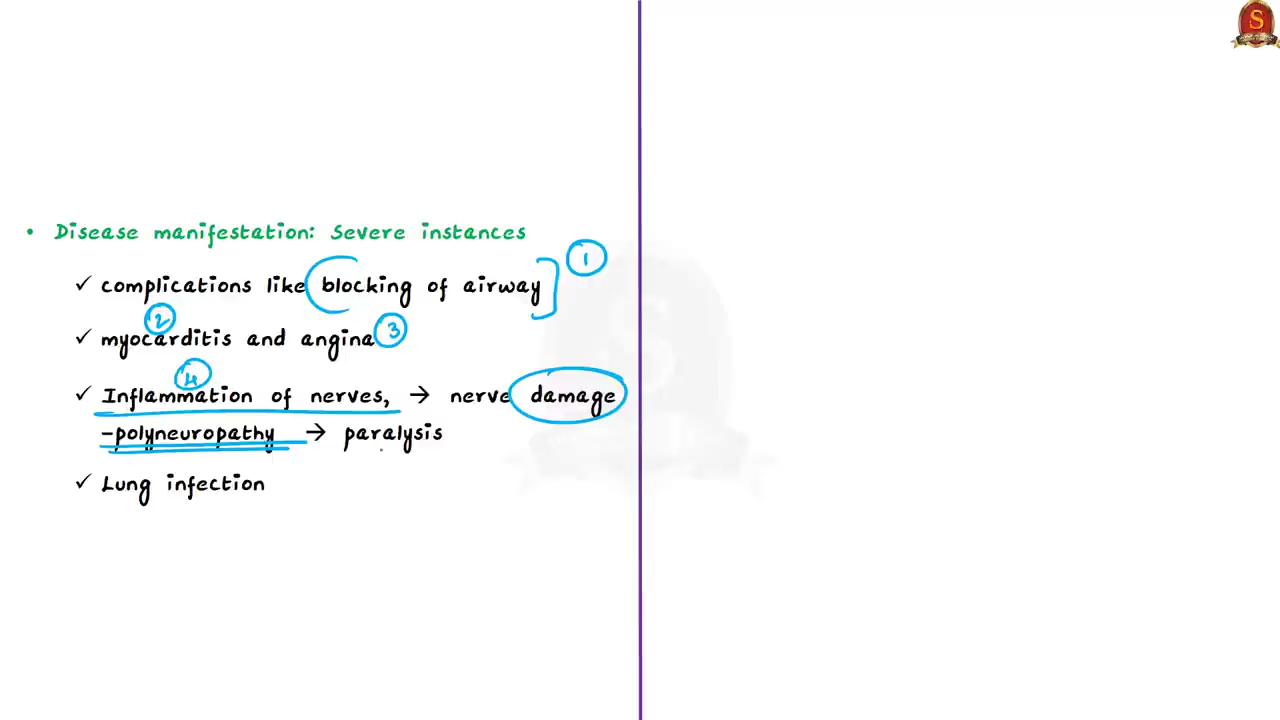 • Disease manifestation: Severe instances
✓ complications like blocking of airway
1
2
✓ myocarditis and angina
3
4
✓ Inflammation of nerves, → nerve damage
-polyneuropathy → paralysis
✓ Lung infection
S